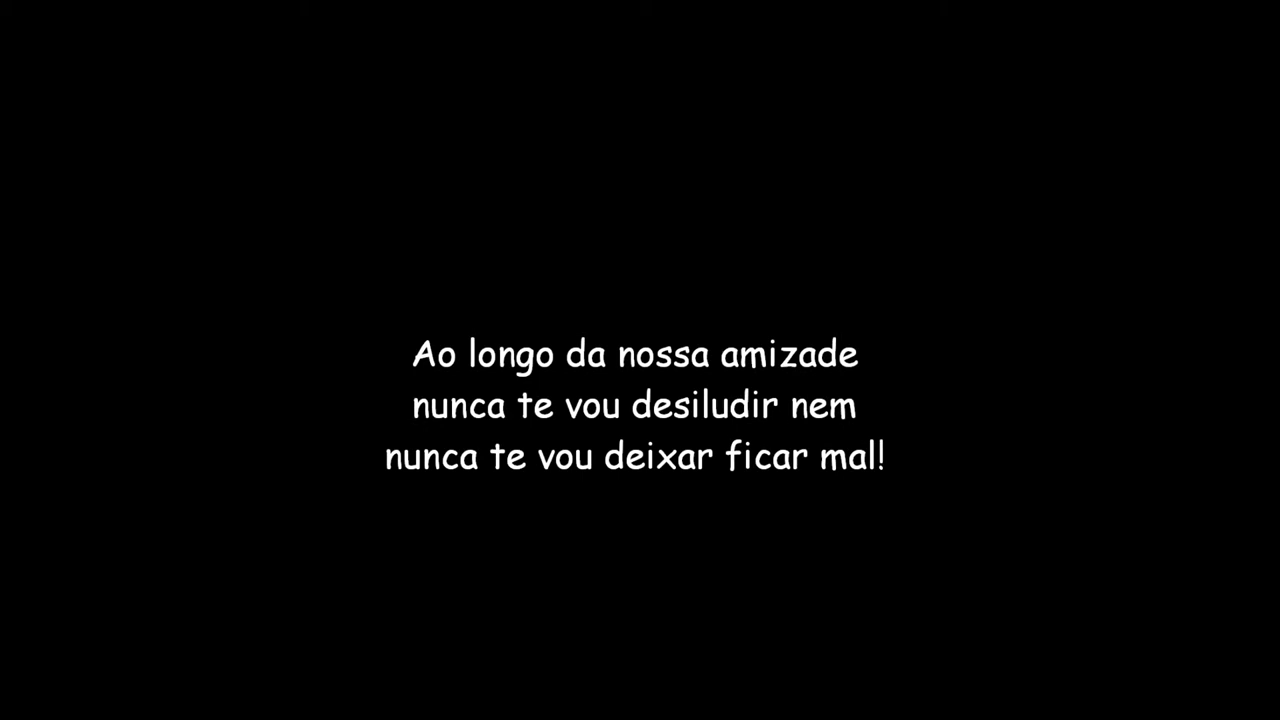 Ao longo da nossa amizade
nunca te vou desiludir nem
nunca te vou deixar ficar mal!